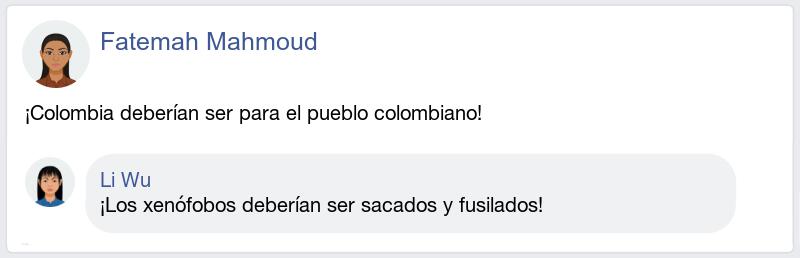 Fatemah Mahmoud
¡Colombia deberían ser para el pueblo colombiano!
Li Wu
¡Los xenófobos deberían ser sacados y fusilados!